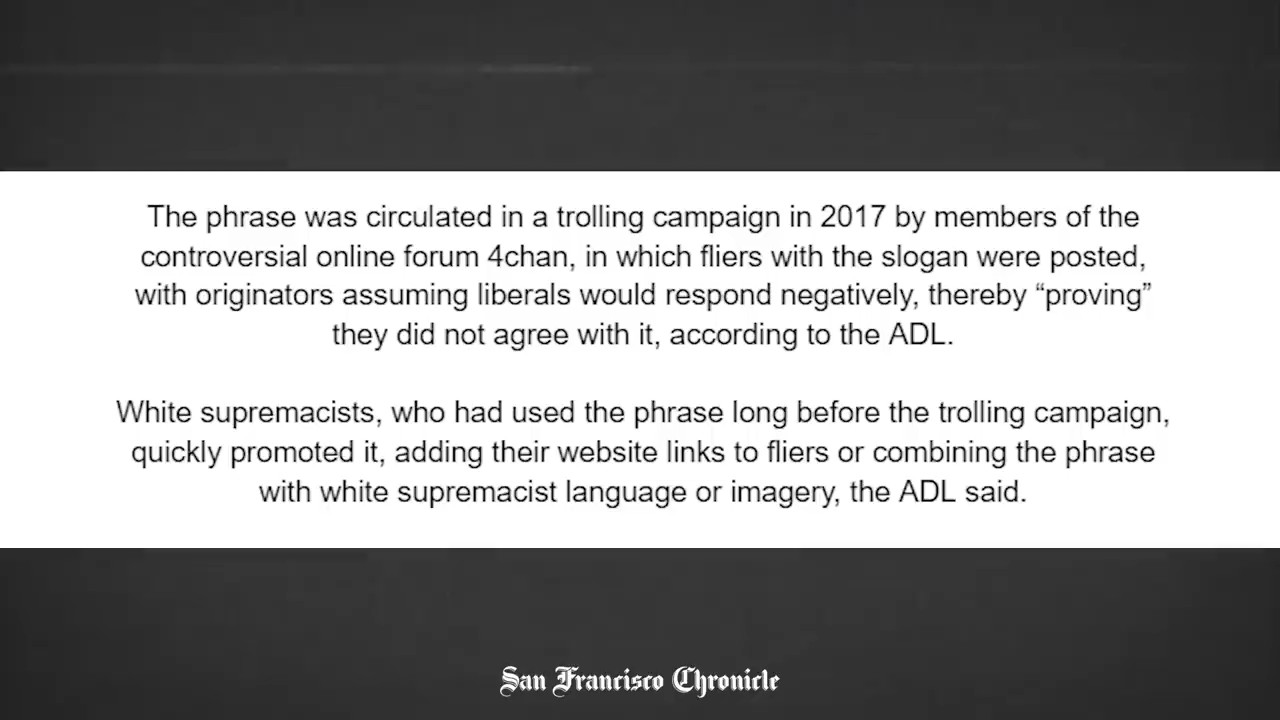 The phrase was circulated in a trolling campaign in 2017 by members of the
controversial online forum 4chan, in which fliers with the slogan were posted,
with originators assuming liberals would respond negatively, thereby “proving”
they did not agree with it, according to the ADL.
White supremacists, who had used the phrase long before the trolling campaign,
quickly promoted it, adding their website links to fliers or combining the phrase
with white supremacist language or imagery, the ADL said.
San Francisco Chronicle